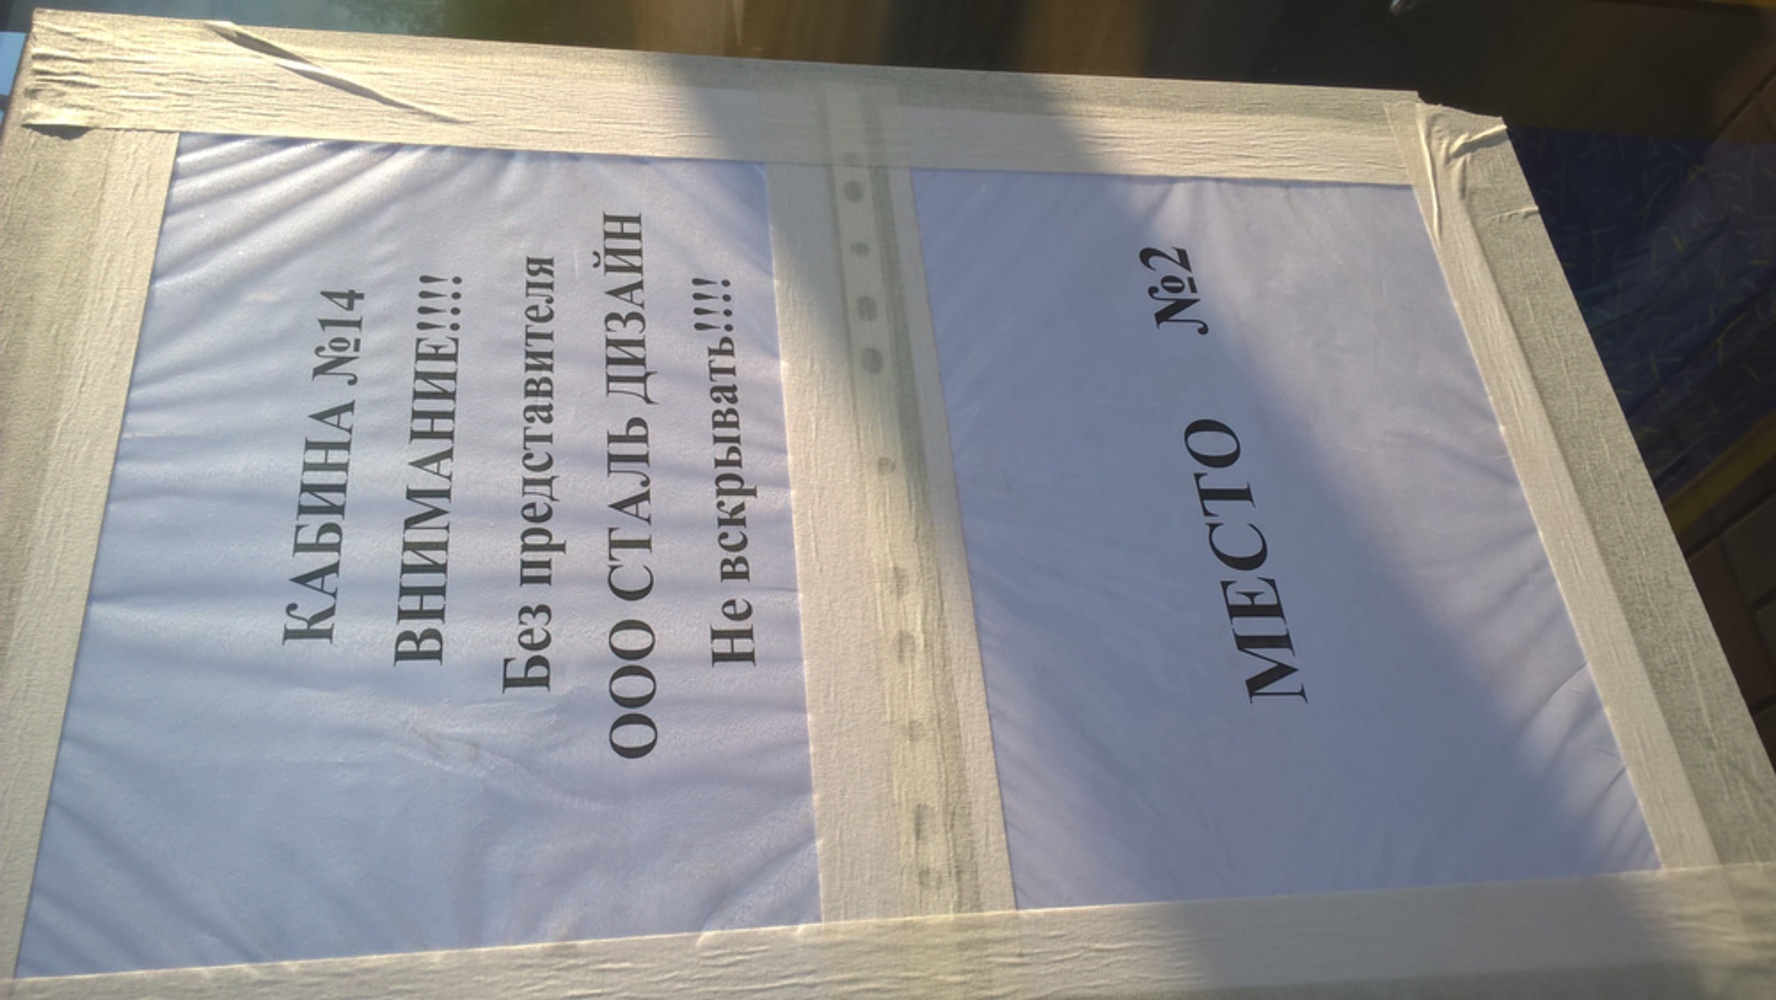 КАБИНА №14
ВНИМАНИЕ!!!!
Без представителя
ООО СТАЛЬ ДИЗАЙН
Не вскрывать!!!!
МЕСТО №2